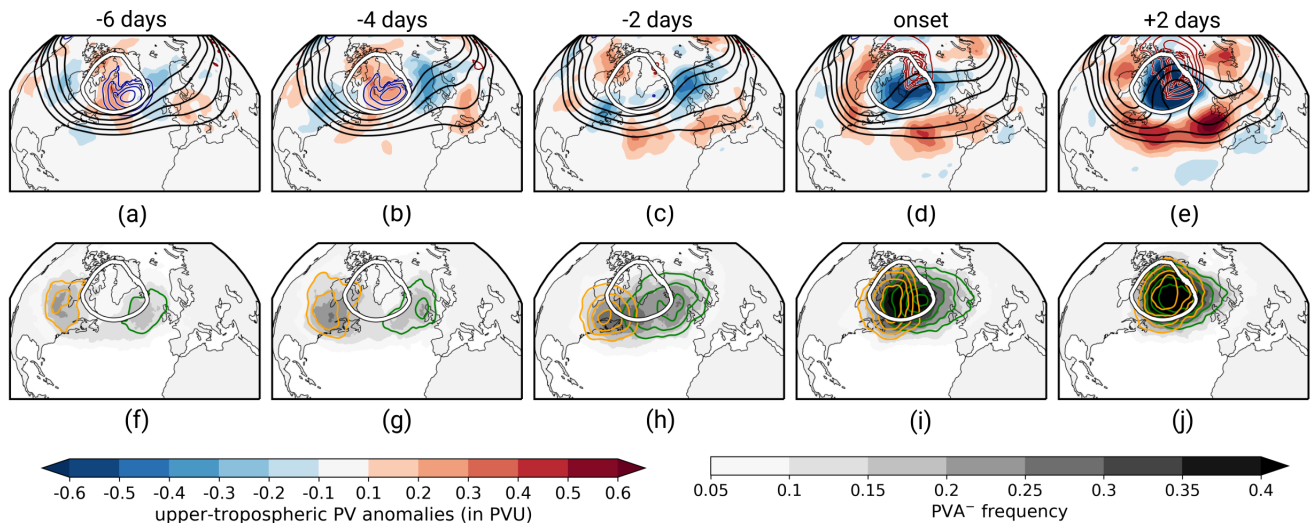 -6 days
-4 days
-2 days
onset
+2 days
(a)
(b)
(c)
(d)
(e)
(f)
(g)
(h)
(i)
(j)
-0.6 -0.5 -0.4 -0.3 -0.2 -0.1 0.1 0.2 0.3 0.4 0.5 0.6
upper-tropospheric PV anomalies (in PVU)
0.05 0.1 0.15 0.2 0.25 0.3 0.35 0.4
PVA⁻ frequency